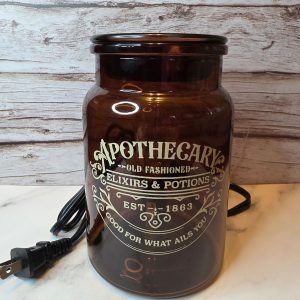 APOTHECARY
OLD FASHIONED
ELIXIRS & POTIONS
EST 1863
GOOD FOR WHAT AILS YOU